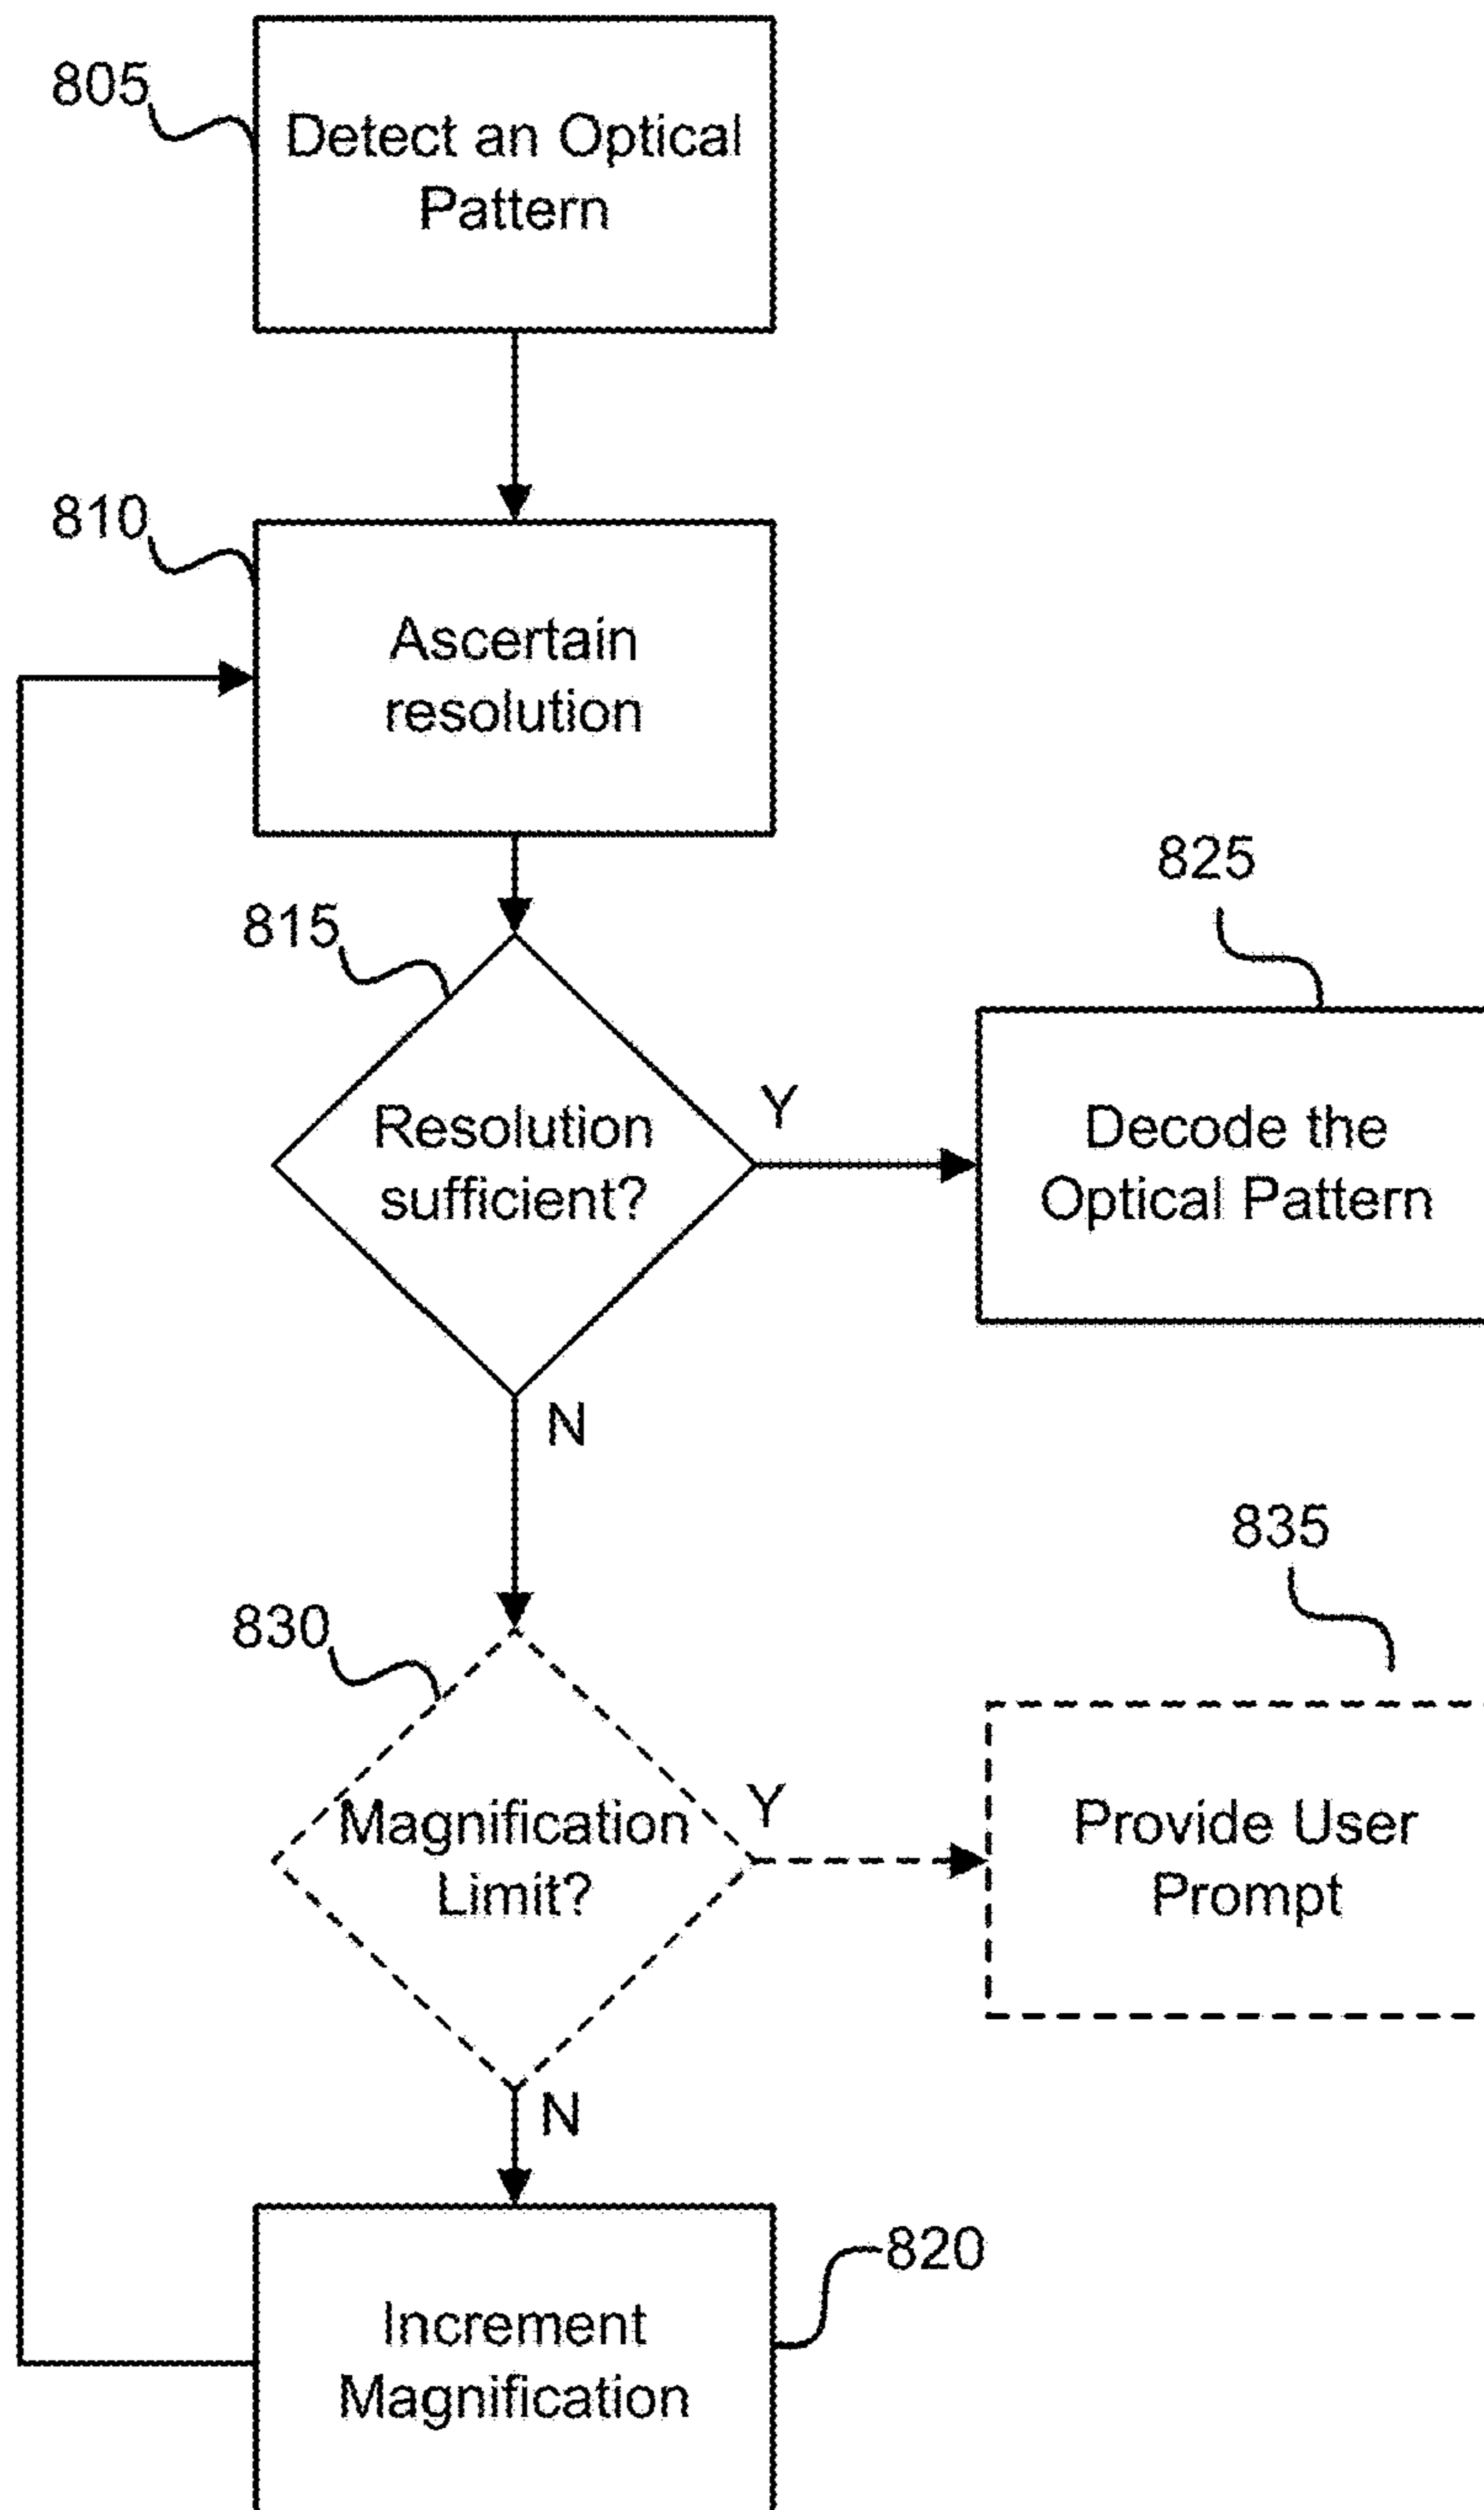 805
Detect an Optical
Pattern
810
Ascertain
resolution
815
Resolution
sufficient?
Y
825
Decode the
Optical Pattern
N
830
Magnification
Limit?
Y
835
Provide User
Prompt
N
820
Increment
Magnification